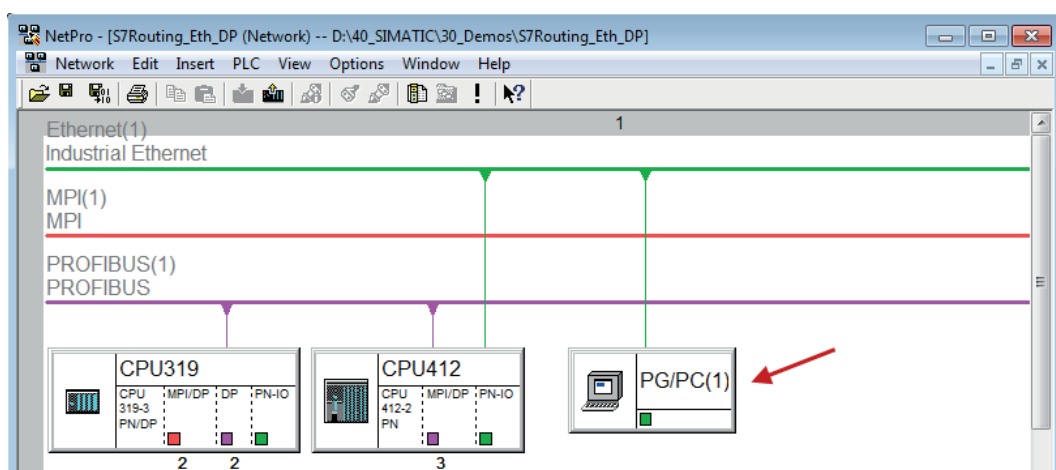 NetPro - [S7Routing_Eth_DP (Network) -- D:\40_SIMATIC\30_Demos\S7Routing_Eth_DP]
Network Edit Insert PLC View Options Window Help
1
Ethernet(1)
Industrial Ethernet
MPI(1)
MPI
PROFIBUS(1)
PROFIBUS
CPU319
CPU 319-3 PN/DP
MPI/DP
DP
PN-IO
2
2
CPU412
CPU 412-2 PN
MPI/DP
PN-IO
3
PG/PC(1)